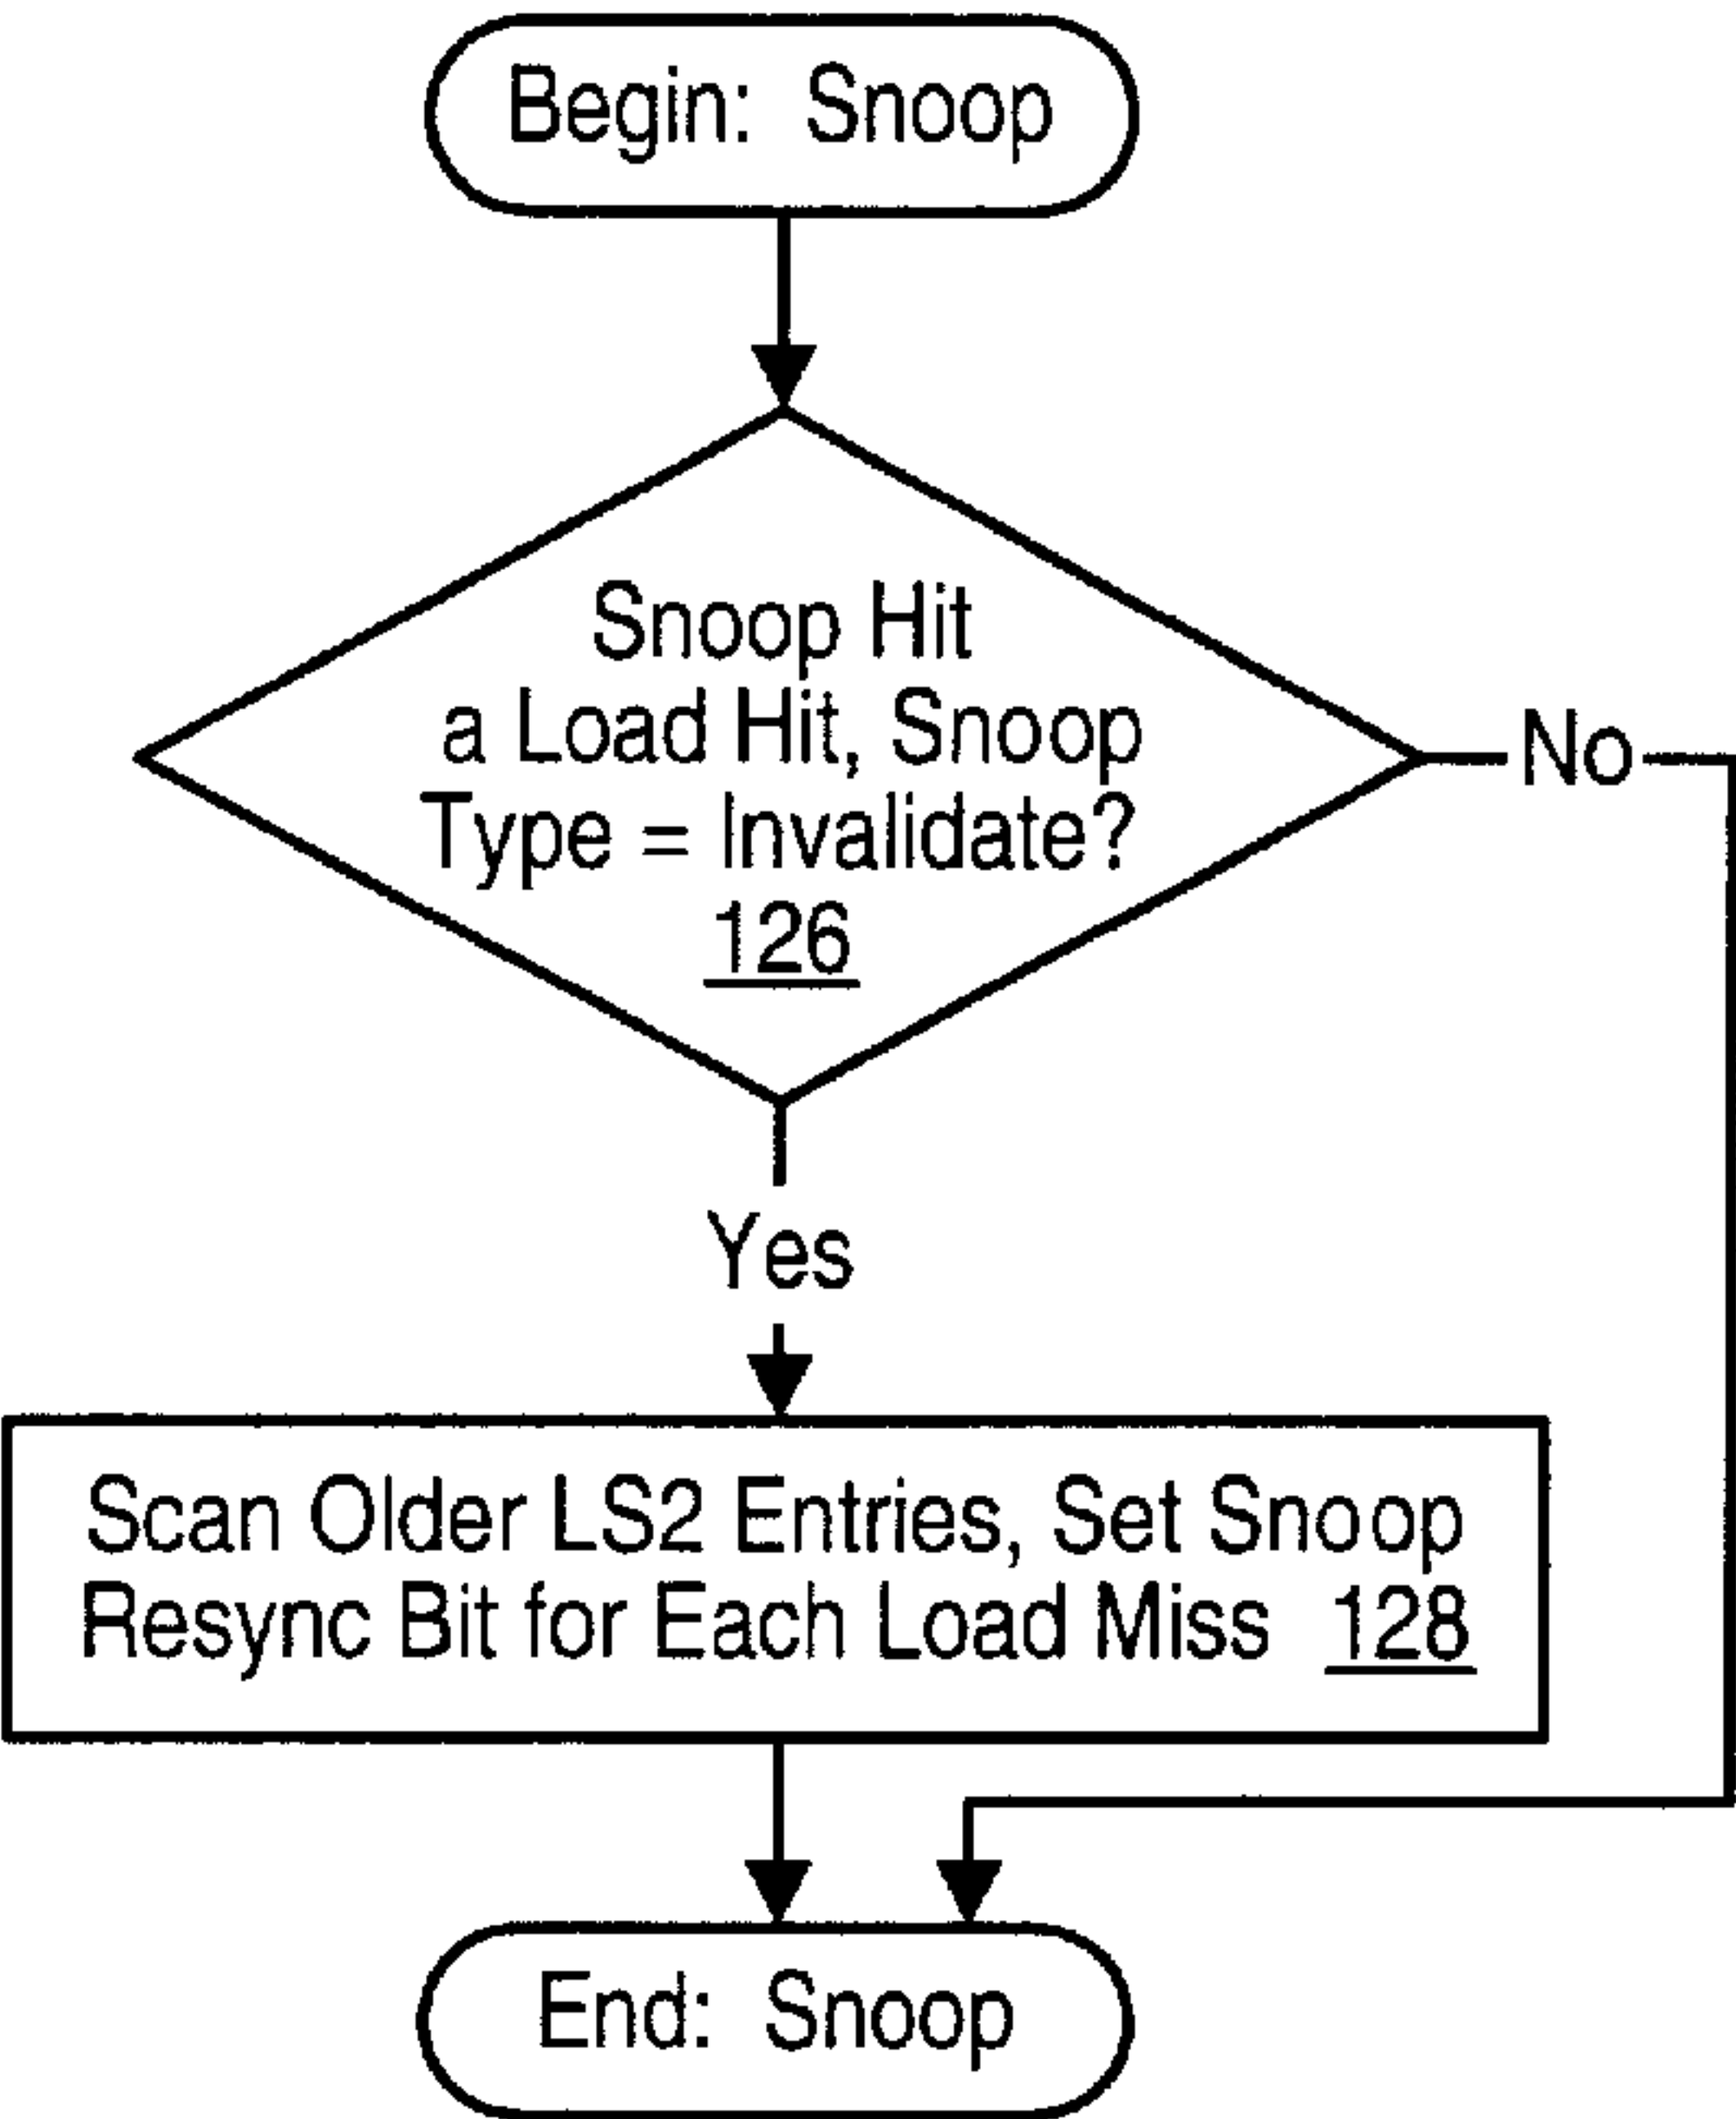 Begin: Snoop
Snoop Hit
a Load Hit, Snoop
Type = Invalidate?
126
No
Yes
Scan Older LS2 Entries, Set Snoop
Resync Bit for Each Load Miss 128
End: Snoop